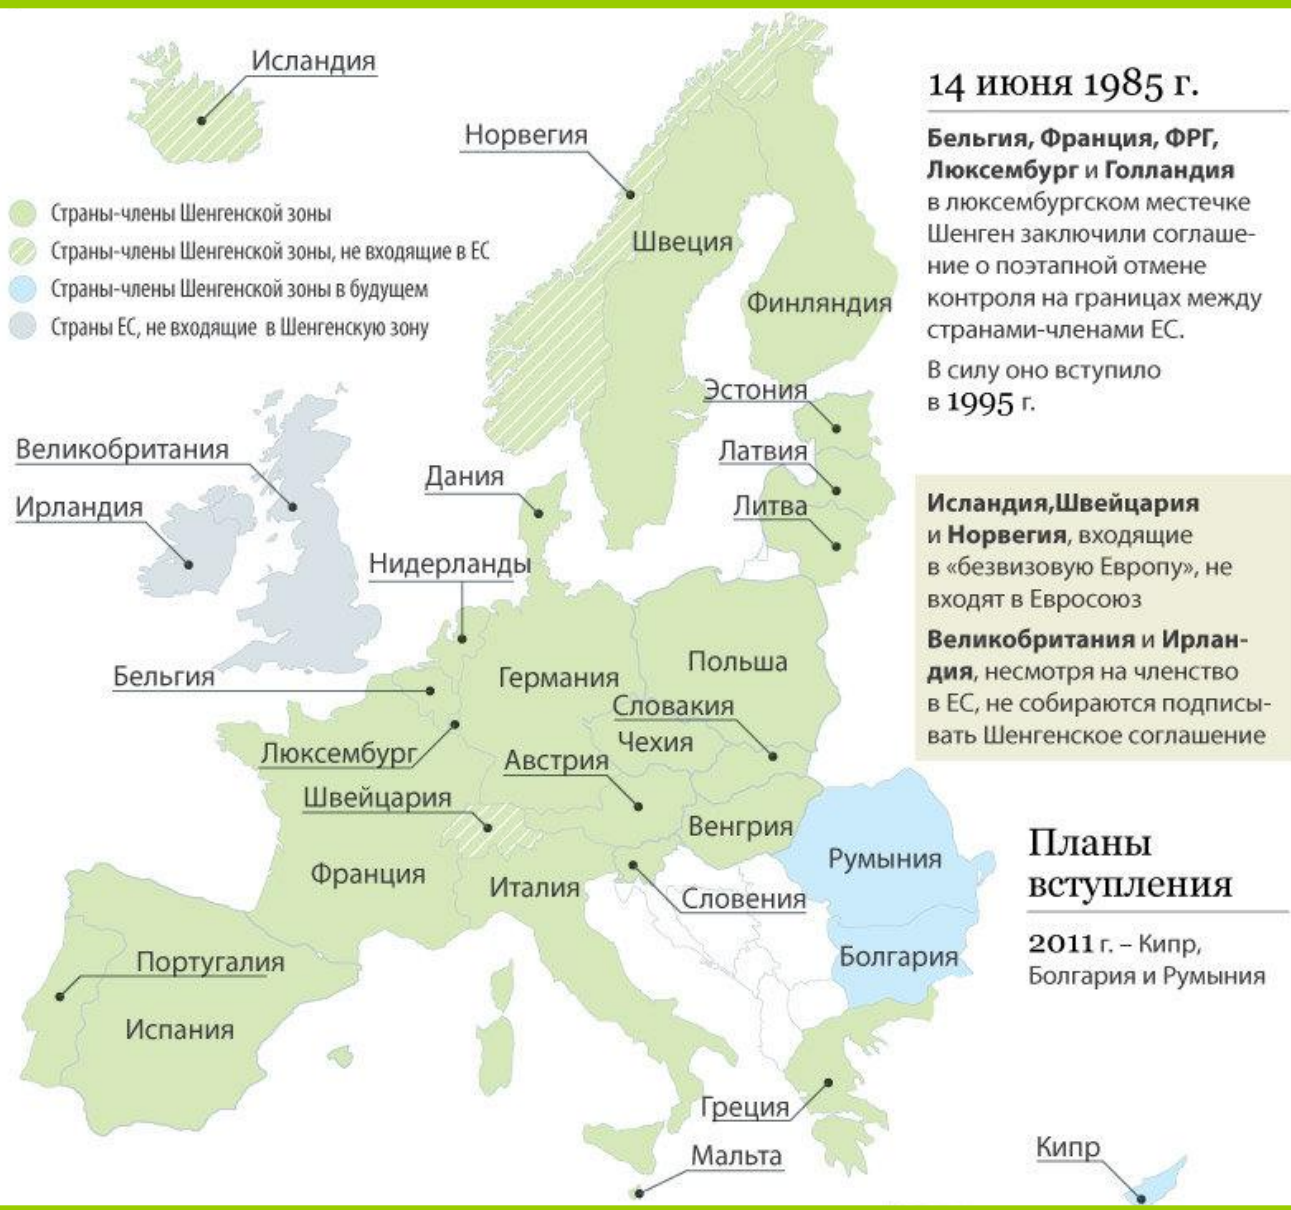 Исландия
Норвегия
Страны-члены Шенгенской зоны
Страны-члены Шенгенской зоны, не входящие в ЕС
Страны-члены Шенгенской зоны в будущем
Страны ЕС, не входящие в Шенгенскую зону
Швеция
Финляндия
Эстония
Латвия
Литва
Великобритания
Ирландия
Дания
Нидерланды
Бельгия
Германия
Польша
Словакия
Чехия
Люксембург
Австрия
Швейцария
Венгрия
Румыния
Франция
Италия
Словения
Болгария
Португалия
Испания
Греция
Мальта
Кипр
14 июня 1985 г.
Бельгия, Франция, ФРГ,
Люксембург и Голландия
в люксембургском местечке
Шенген заключили соглаше-
ние о поэтапной отмене
контроля на границах между
странами-членами ЕС.
В силу оно вступило
в 1995 г.
Исландия,Швейцария
и Норвегия, входящие
в «безвизовую Европу», не
входят в Евросоюз
Великобритания и Ирлан-
дия, несмотря на членство
в ЕС, не собираются подписы-
вать Шенгенское соглашение
Планы
вступления
2011 г. – Кипр,
Болгария и Румыния